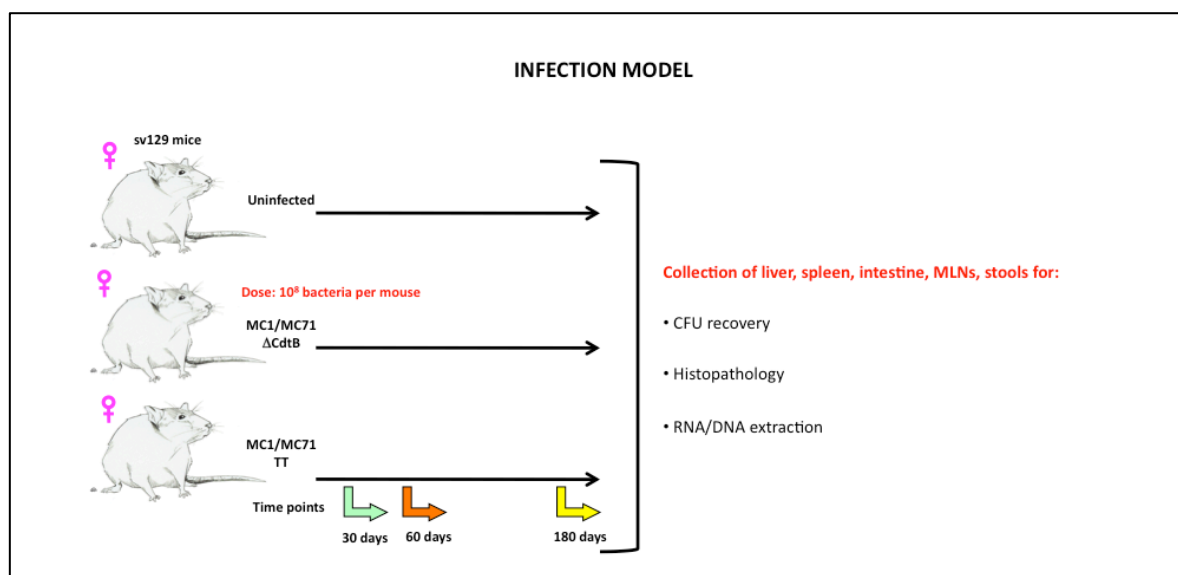 INFECTION MODEL
sv129 mice
Uninfected
Dose: 10⁸ bacteria per mouse
MC1/MC71
ΔCdtB
MC1/MC71
TT
Time points
30 days
60 days
180 days
Collection of liver, spleen, intestine, MLNs, stools for:
• CFU recovery
• Histopathology
• RNA/DNA extraction